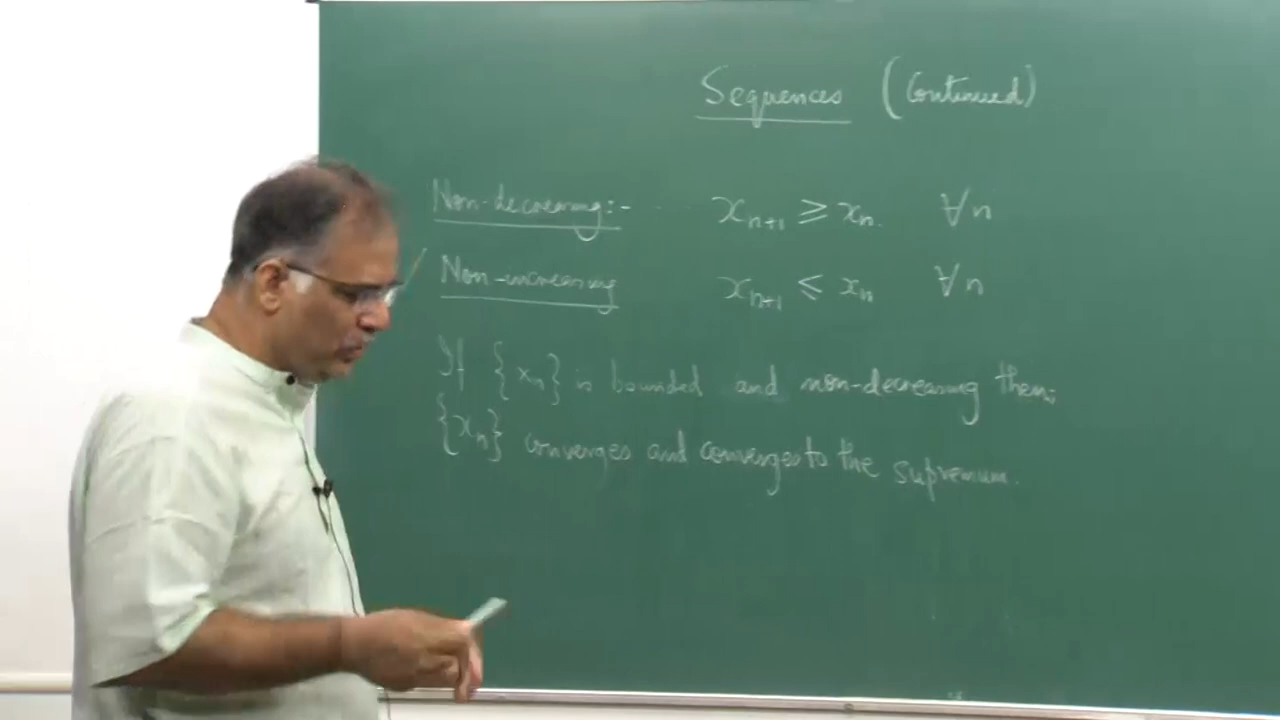 Sequences (Continued)
Non-decreasing:- xₙ₊₁ ≥ xₙ. ∀n
Non-increasing xₙ₊₁ ≤ xₙ ∀n
If {xₙ} is bounded and non-decreasing then
{xₙ} converges and converges to the supremum.